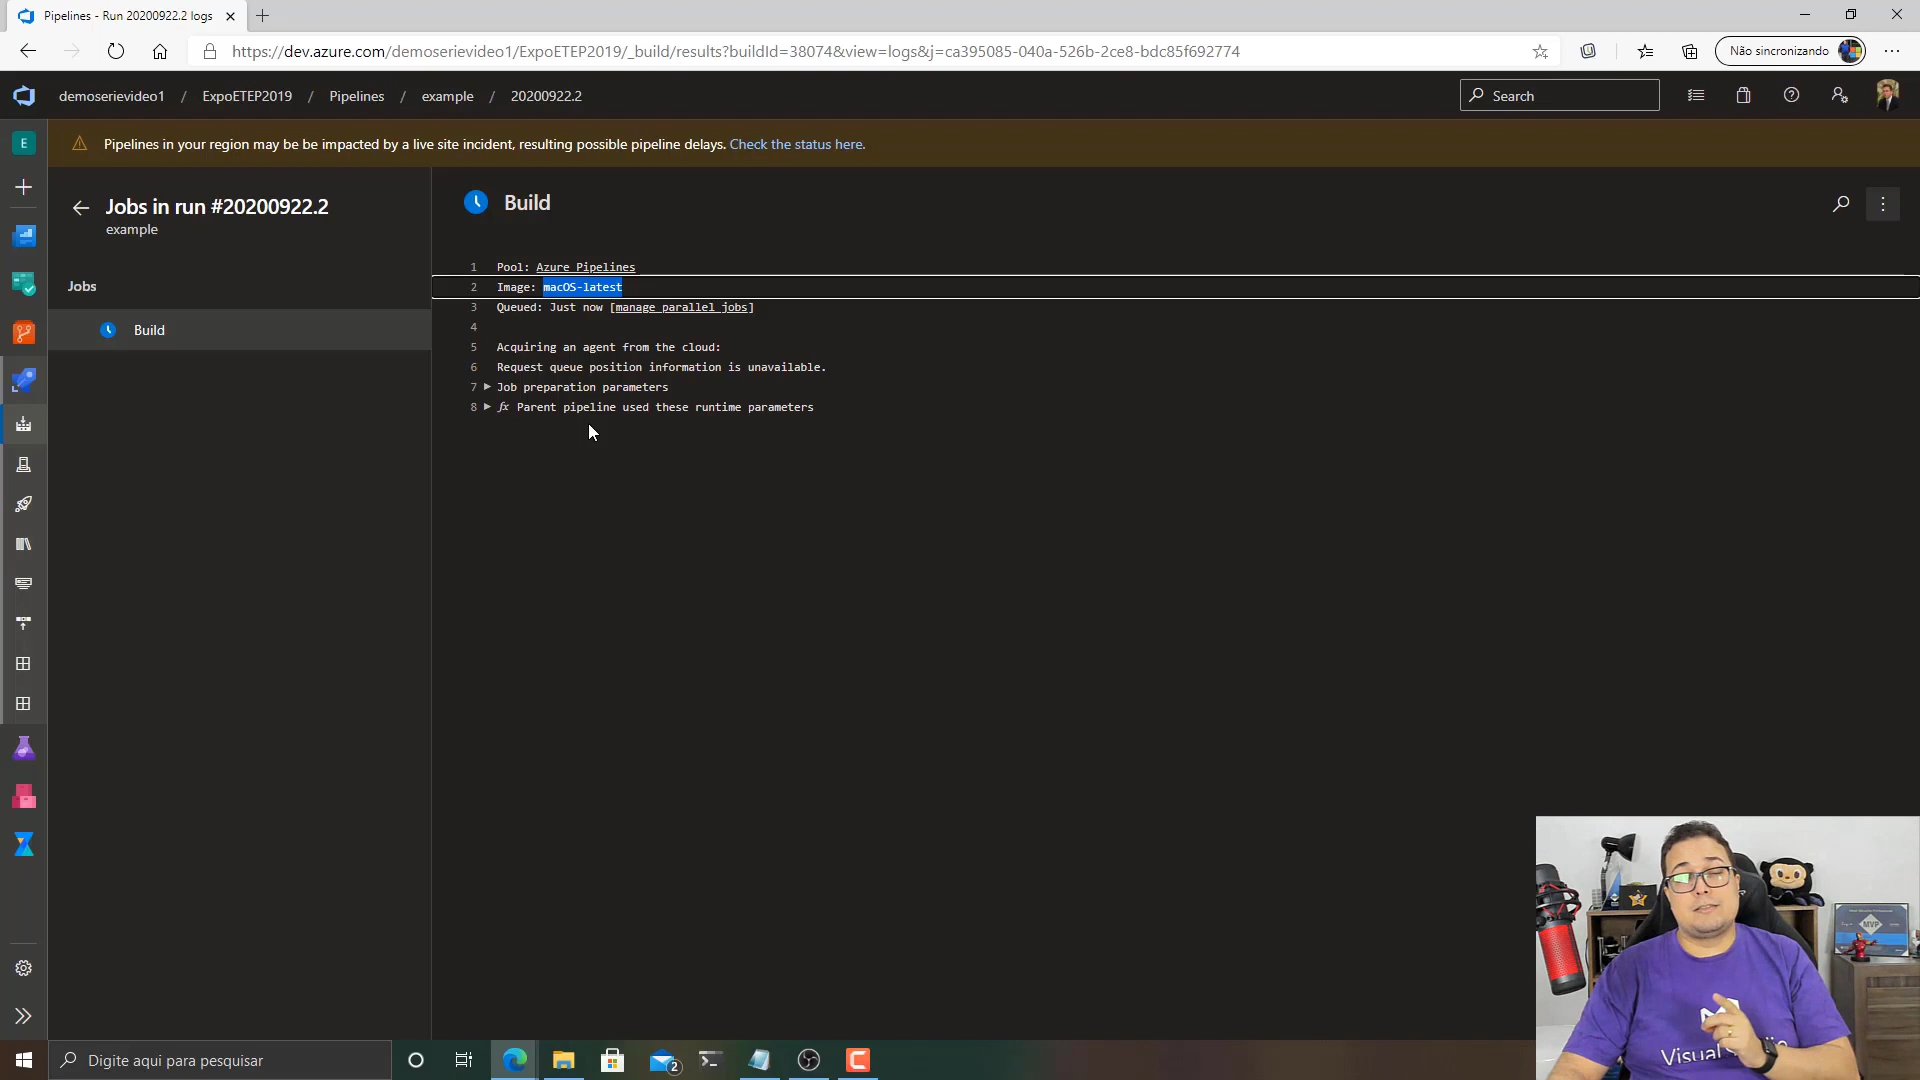 Pipelines - Run 20200922.2 logs
https://dev.azure.com/demoserievideo1/ExpoETEP2019/_build/results?buildId=38074&view=logs&j=ca395085-040a-526b-2ce8-bdc85f692774
Não sincronizando
demoserievideo1 / ExpoETEP2019 / Pipelines / example / 20200922.2
Search
E
Pipelines in your region may be be impacted by a live site incident, resulting possible pipeline delays. Check the status here.
Jobs in run #20200922.2
example
Jobs
Build
Build
1 Pool: Azure Pipelines
2 Image: macOS-latest
3 Queued: Just now [manage parallel jobs]
4
5 Acquiring an agent from the cloud:
6 Request queue position information is unavailable.
7 Job preparation parameters
8 fx Parent pipeline used these runtime parameters
MVP
Visual
Digite aqui para pesquisar
2